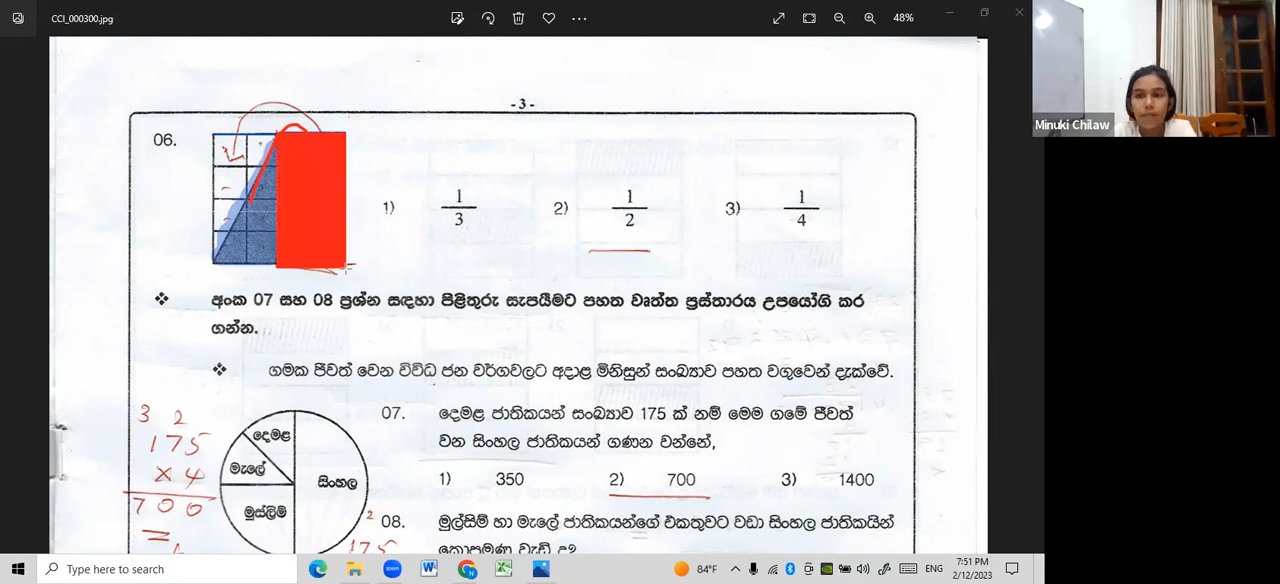 CCI_000300.jpg
48%
Minuki Chilaw
- 3 -
06.
1) 1/3 2) 1/2 3) 1/4
❖ අංක 07 සහ 08 ප්‍රශ්න සඳහා පිළිතුරු සැපයීමට පහත වෘත්ත ප්‍රස්තාරය උපයෝගි කර
ගන්න.
❖ ගමක ජීවත් වෙන විවිධ ජන වර්ගවලට අදාළ මිනිසුන් සංඛ්‍යාව පහත වගුවෙන් දැක්වේ.
3 2
175
× 4
700
දෙමළ
මැලේ
සිංහල
මුස්ලිම්
2
175
07. දෙමළ ජාතිකයන් සංඛ්‍යාව 175 ක් නම් මෙම ගමේ ජීවත්
වන සිංහල ජාතිකයන් ගණන වන්නේ,
1) 350 2) 700 3) 1400
08. මුල්සිම් හා මැලේ ජාතිකයන්ගේ එකතුවට වඩා සිංහල ජාතිකයින්
කොපමණ වැඩි ද?
Type here to search
84°F
ENG
7:51 PM
2/12/2023